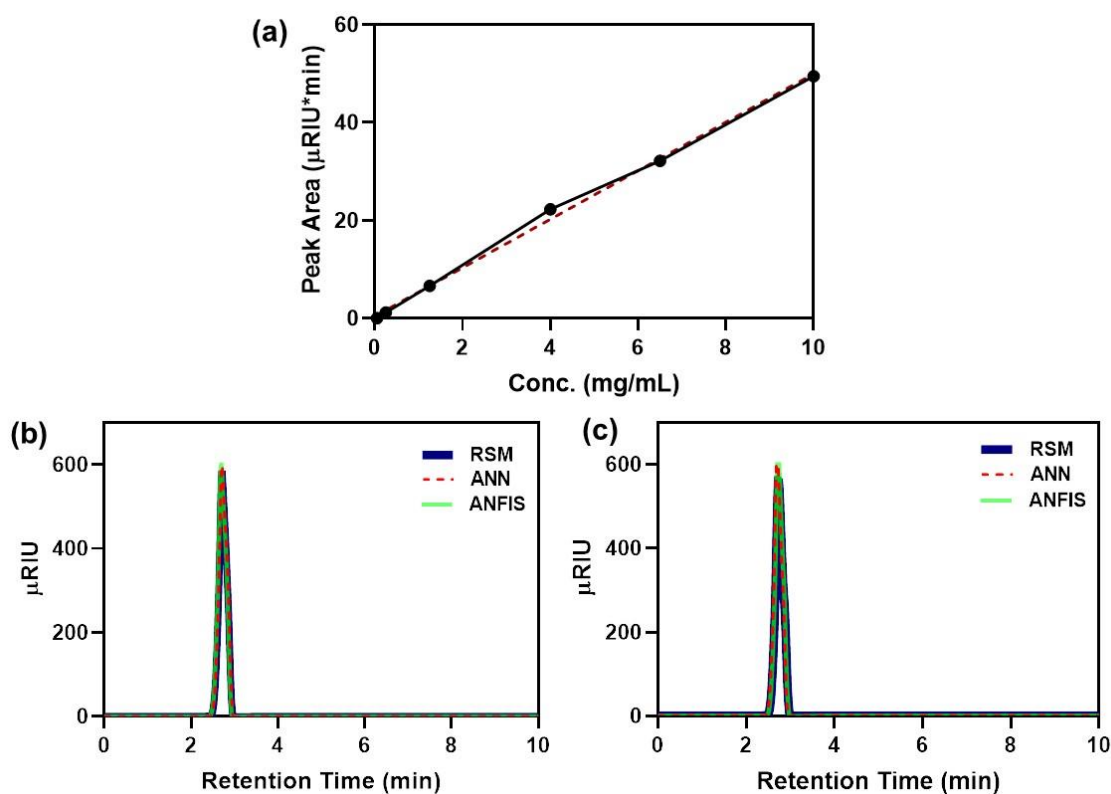 (a)
60
40
20
0
Peak Area (μRIU*min)
0 2 4 6 8 10
Conc. (mg/mL)
(b)
RSM
ANN
ANFIS
600
400
200
0
μRIU
0 2 4 6 8 10
Retention Time (min)
(c)
RSM
ANN
ANFIS
600
400
200
0
μRIU
0 2 4 6 8 10
Retention Time (min)